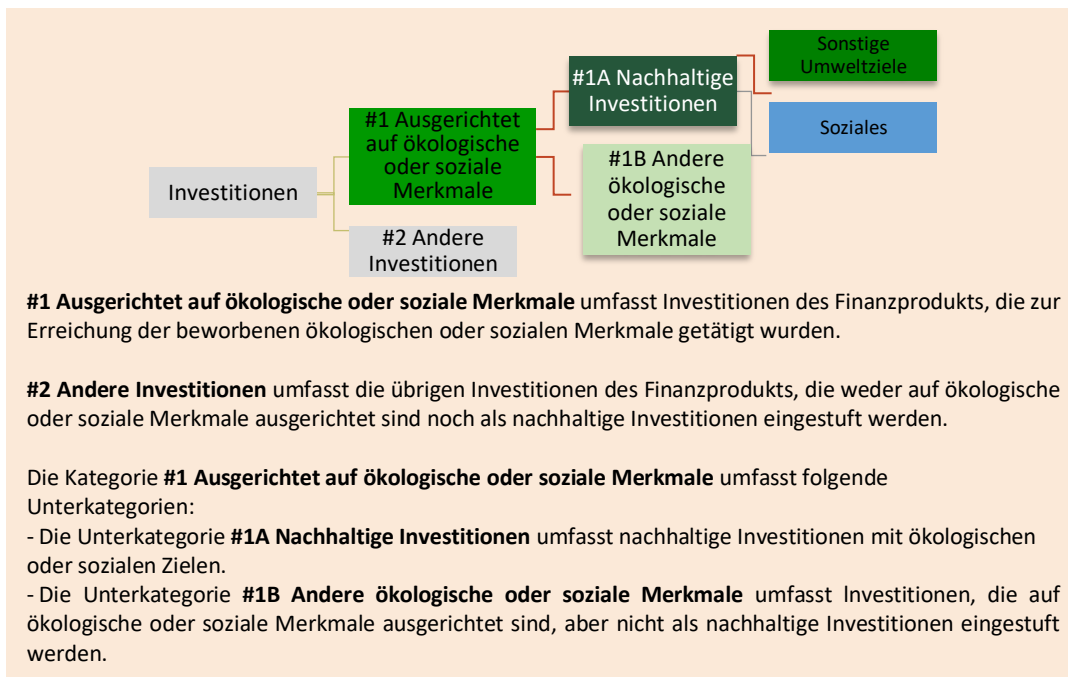 Sonstige
Umweltziele
#1A Nachhaltige
Investitionen
Soziales
#1 Ausgerichtet
auf ökologische
oder soziale
Merkmale
#1B Andere
ökologische
oder soziale
Merkmale
Investitionen
#2 Andere
Investitionen
#1 Ausgerichtet auf ökologische oder soziale Merkmale umfasst Investitionen des Finanzprodukts, die zur
Erreichung der beworbenen ökologischen oder sozialen Merkmale getätigt wurden.
#2 Andere Investitionen umfasst die übrigen Investitionen des Finanzprodukts, die weder auf ökologische
oder soziale Merkmale ausgerichtet sind noch als nachhaltige Investitionen eingestuft werden.
Die Kategorie #1 Ausgerichtet auf ökologische oder soziale Merkmale umfasst folgende
Unterkategorien:
- Die Unterkategorie #1A Nachhaltige Investitionen umfasst nachhaltige Investitionen mit ökologischen
oder sozialen Zielen.
- Die Unterkategorie #1B Andere ökologische oder soziale Merkmale umfasst Investitionen, die auf
ökologische oder soziale Merkmale ausgerichtet sind, aber nicht als nachhaltige Investitionen eingestuft
werden.